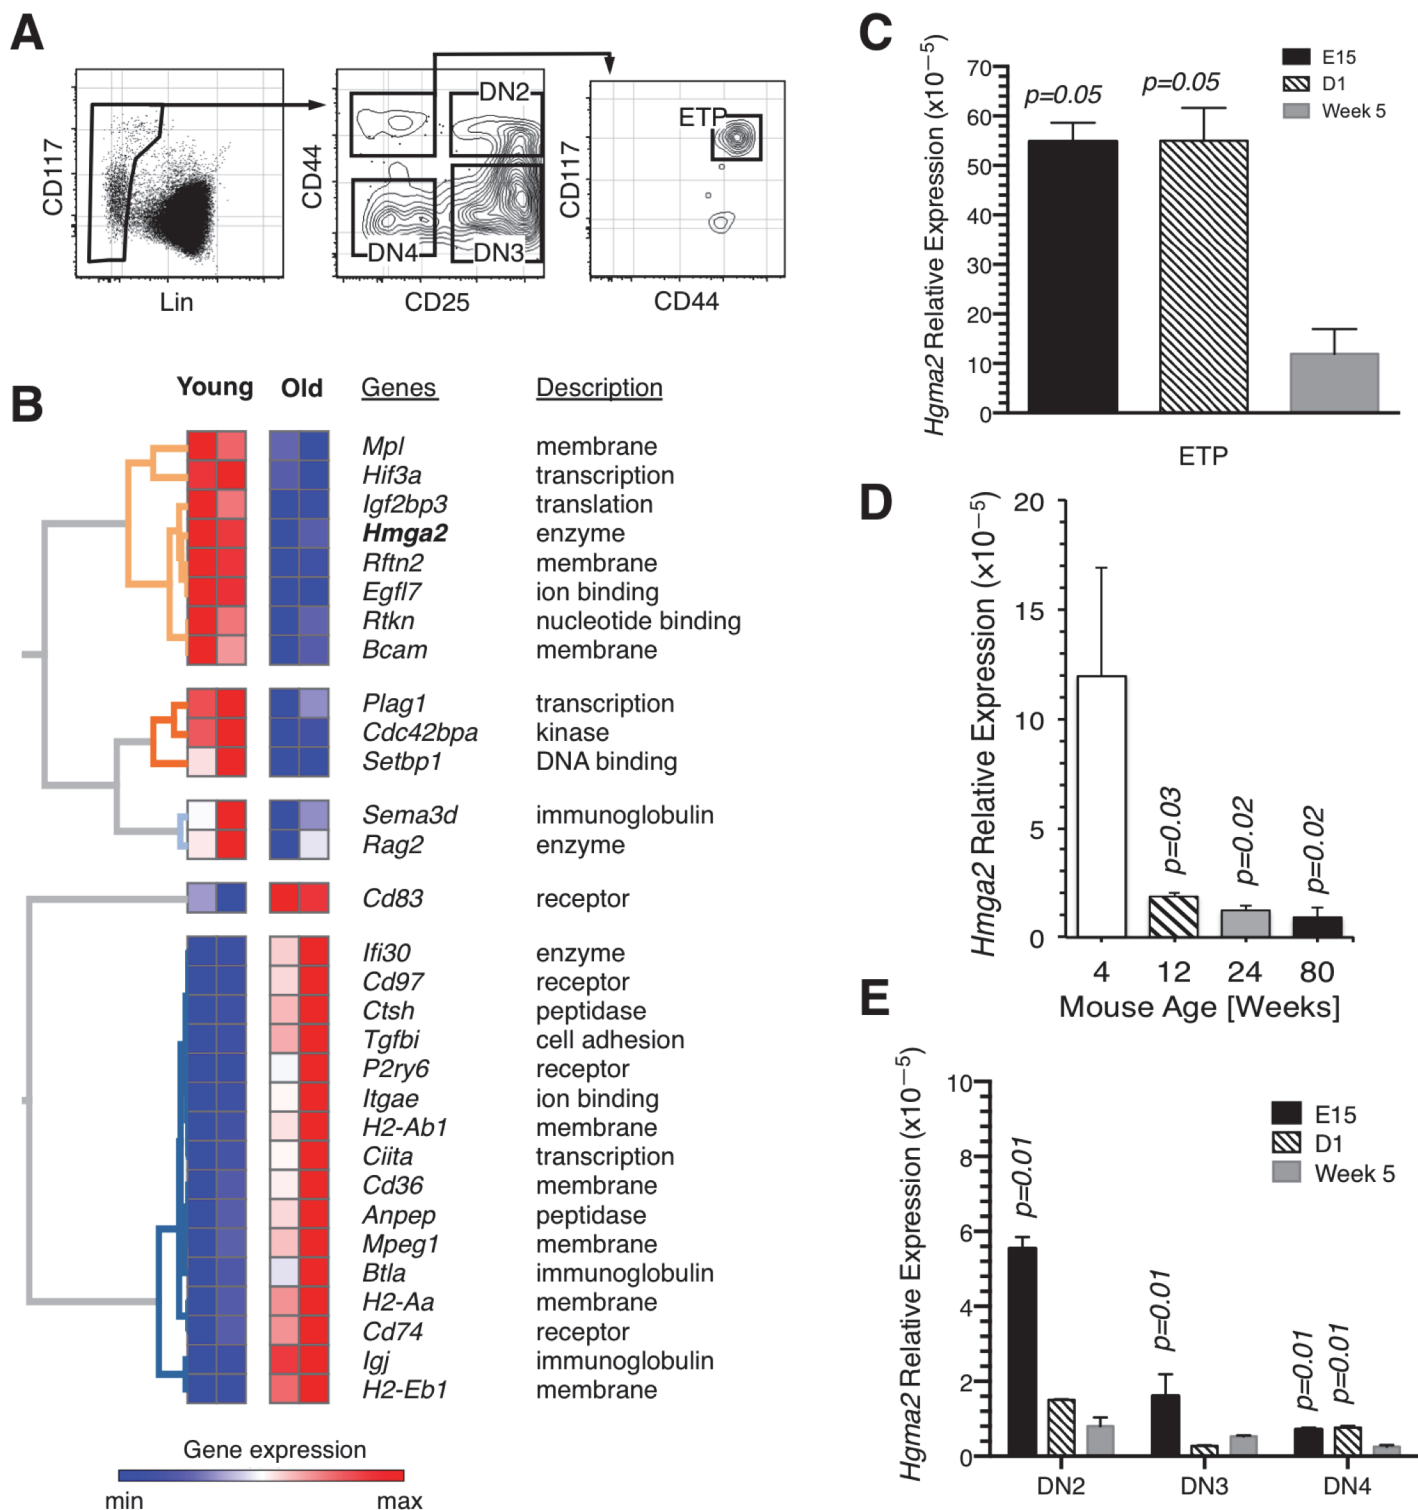 A
CD117
Lin
CD44
DN2
DN4
DN3
CD25
CD117
ETP
CD44
B
Young Old Genes Description
Mpl membrane
Hif3a transcription
Igf2bp3 translation
Hmga2 enzyme
Rftn2 membrane
Egfl7 ion binding
Rtkn nucleotide binding
Bcam membrane
Plag1 transcription
Cdc42bpa kinase
Setbp1 DNA binding
Sema3d immunoglobulin
Rag2 enzyme
Cd83 receptor
Ifi30 enzyme
Cd97 receptor
Ctsh peptidase
Tgfbi cell adhesion
P2ry6 receptor
Itgae ion binding
H2-Ab1 membrane
Ciita transcription
Cd36 membrane
Anpep peptidase
Mpeg1 membrane
Btla immunoglobulin
H2-Aa membrane
Cd74 receptor
Igj immunoglobulin
H2-Eb1 membrane
Gene expression
min max
C
Hgma2 Relative Expression (x10−5)
70
60
50
40
30
20
10
0
p=0.05 p=0.05
E15
D1
Week 5
ETP
D
Hmga2 Relative Expression (×10−5)
20
15
10
5
0
p=0.03 p=0.02 p=0.02
4 12 24 80
Mouse Age [Weeks]
E
Hgma2 Relative Expression (x10−5)
10
8
6
4
2
0
p=0.01 p=0.01 p=0.01 p=0.01
E15
D1
Week 5
DN2 DN3 DN4